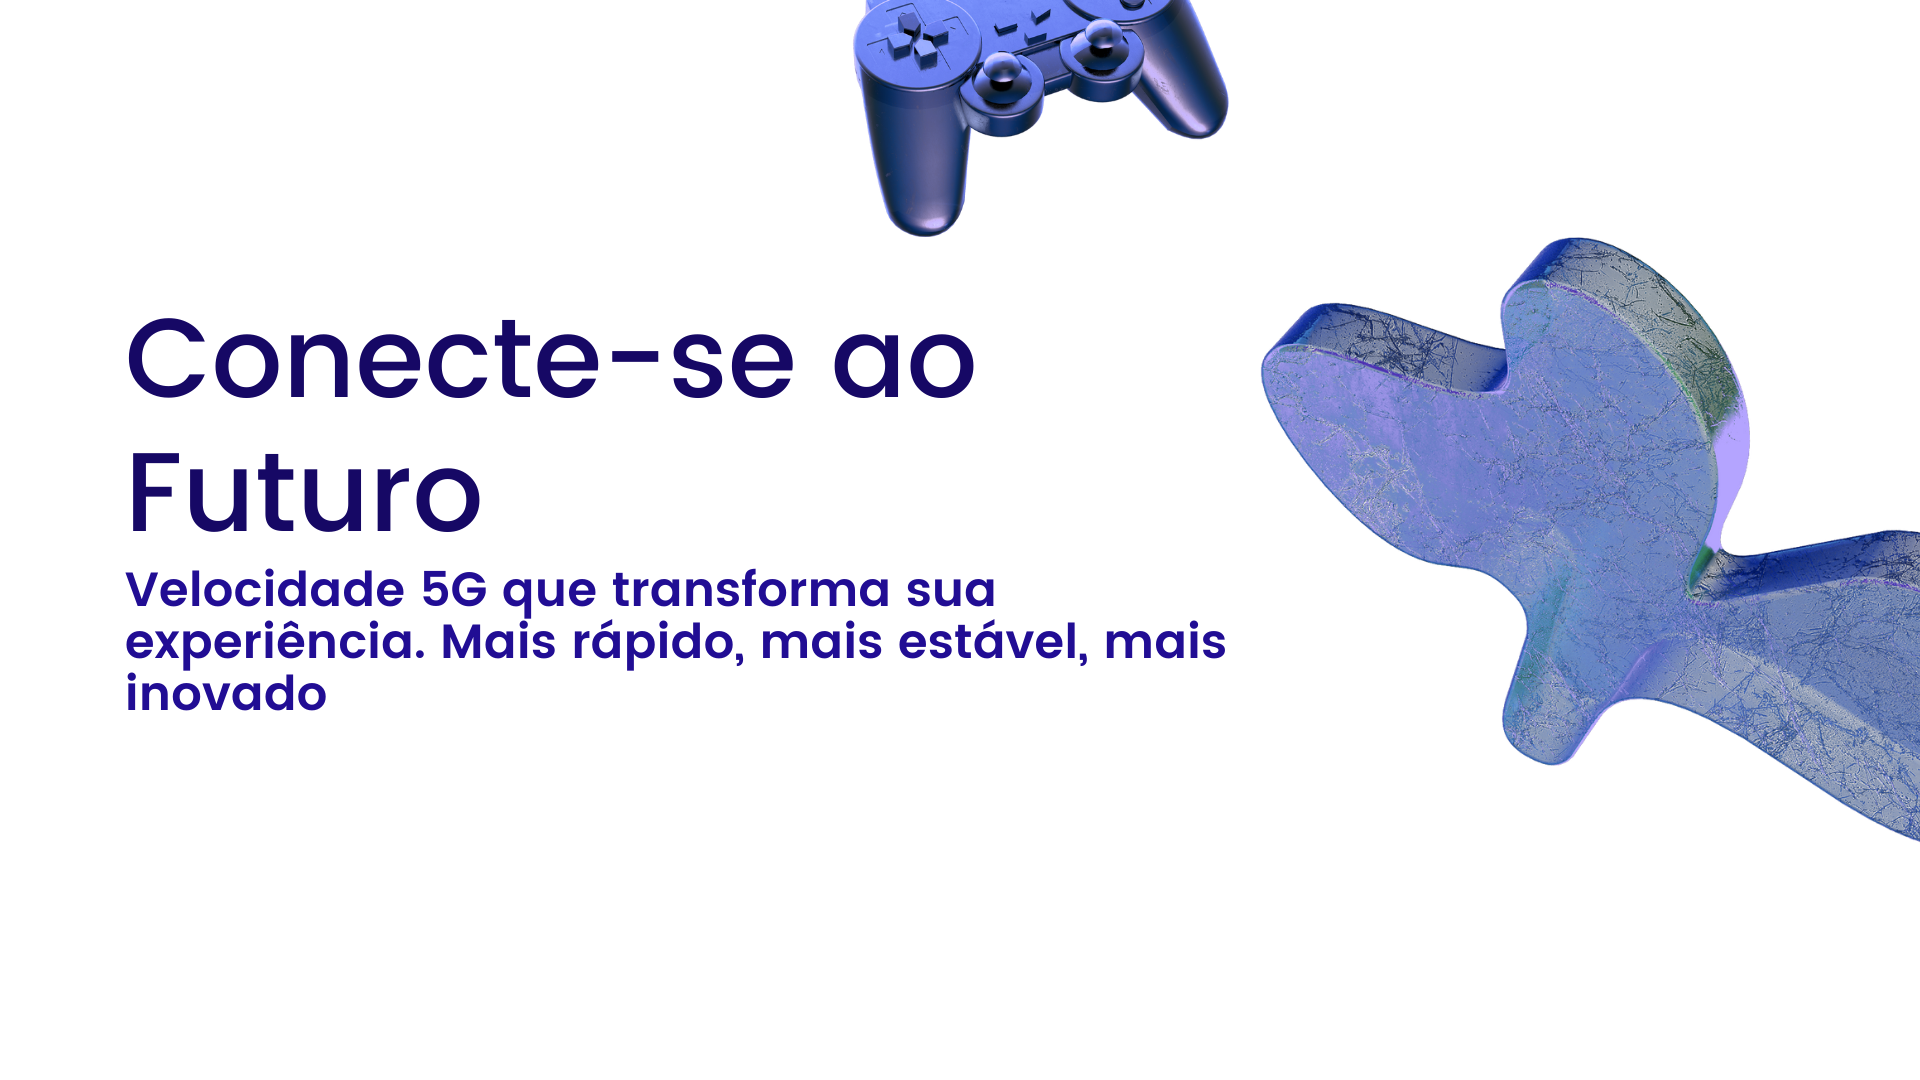 Conecte-se ao
Futuro
Velocidade 5G que transforma sua
experiência. Mais rápido, mais estável, mais
inovado